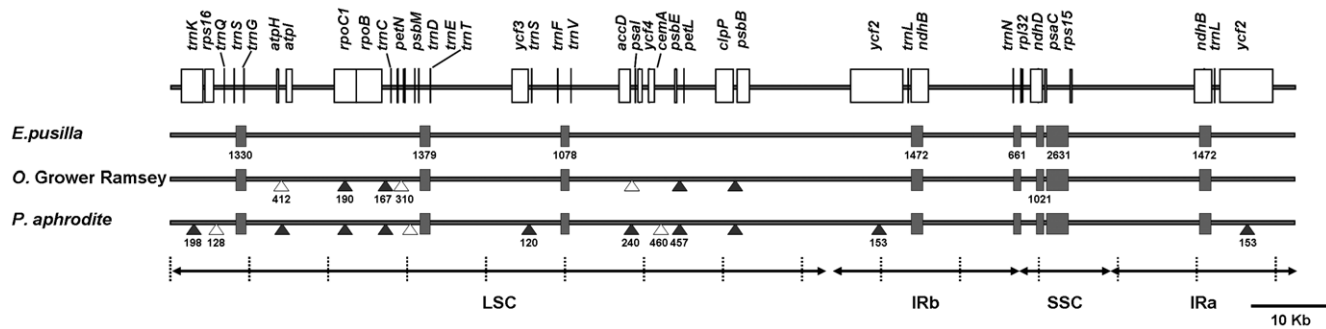 trnK rps16 trnQ trnS trnG atpH atpI rpoC1 rpoB trnC petN psbM trnD trnE trnT ycf3 trnS trnF trnV accD psaI ycf4 cemA psbE petL clpP psbB ycf2 trnL ndhB trnN rpl32 ndhD psaC rps15 ndhB trnL ycf2
E.pusilla
1330 1379 1078 1472 661 2631 1472
O. Grower Ramsey
412 190 167 310 1021
P. aphrodite
198 128 120 240 460 457 153 153
LSC IRb SSC IRa
10 Kb